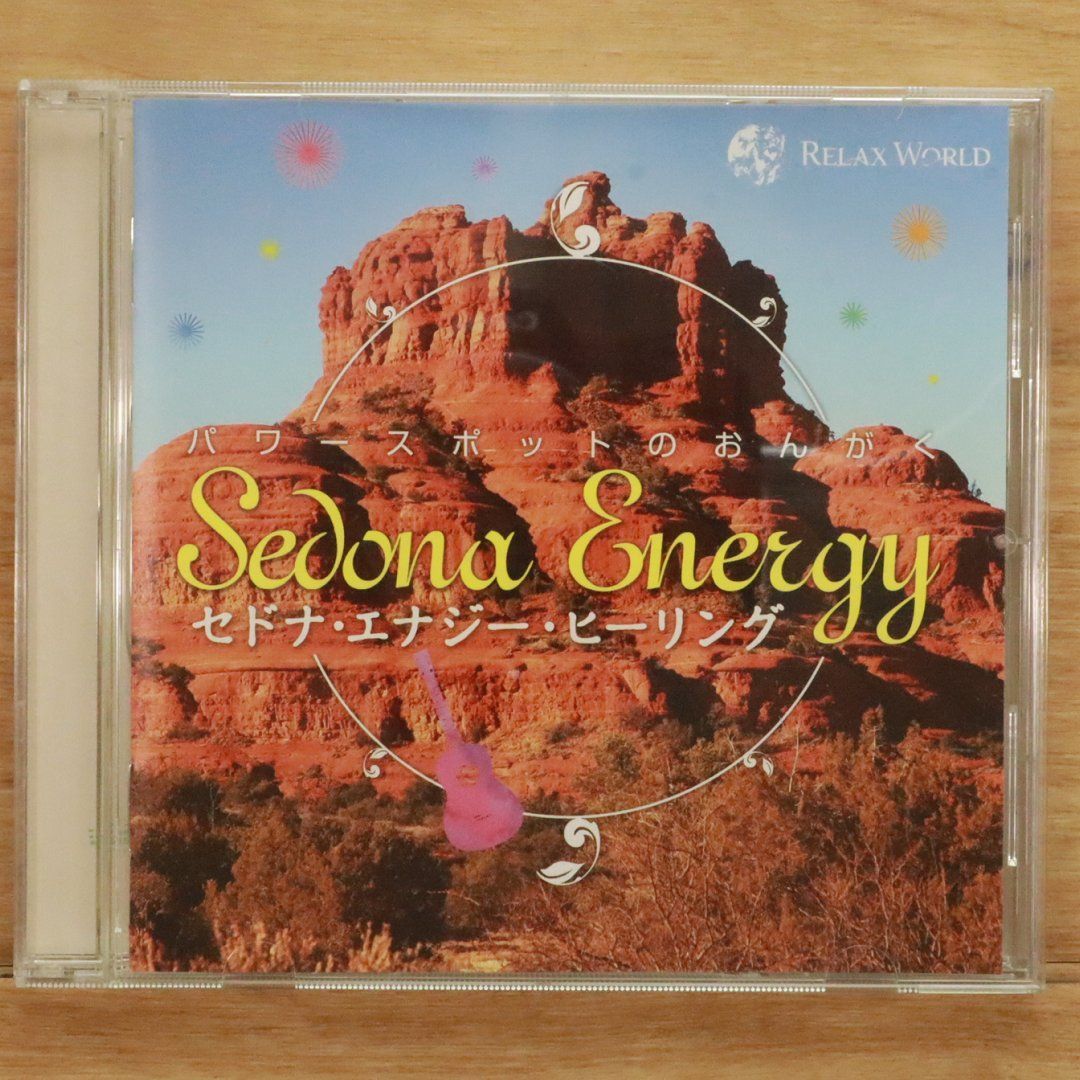 RELAX WORLD
パワースポットのおんがく
Sedona Energy
セドナ・エナジー・ヒーリング